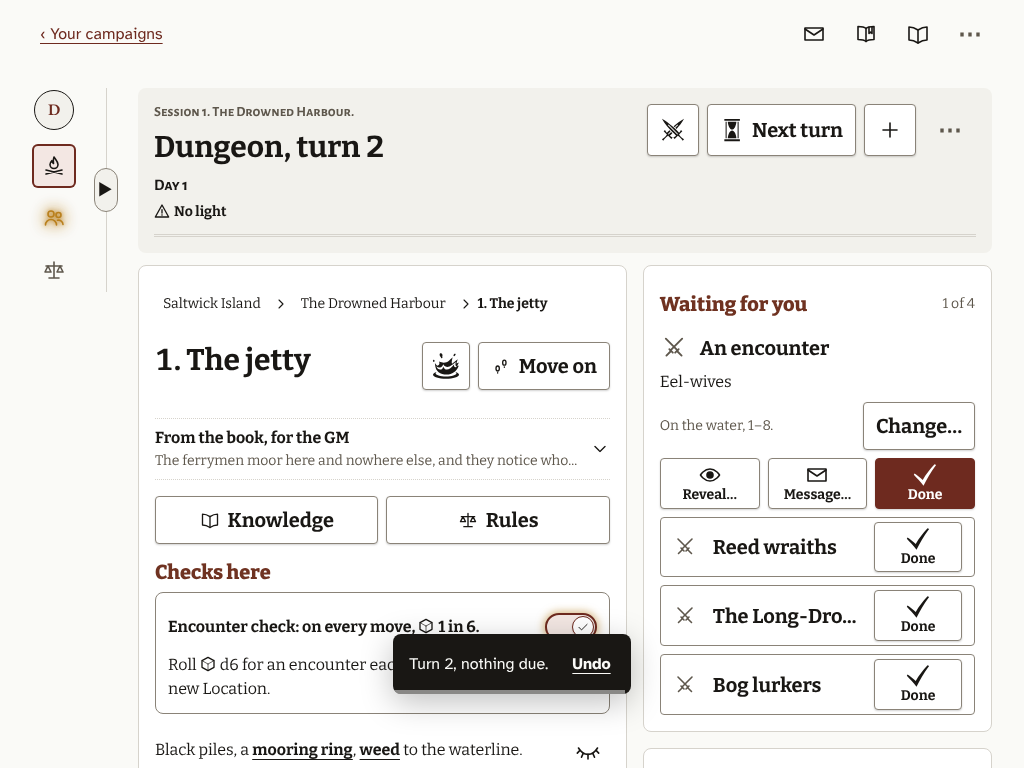 ‹ Your campaigns
D
Session 1. The Drowned Harbour.
Dungeon, turn 2
Day 1
No light
Next turn
Saltwick Island
The Drowned Harbour
1. The jetty
1. The jetty
Move on
From the book, for the GM
The ferrymen moor here and nowhere else, and they notice who...
Knowledge
Rules
Checks here
Encounter check: on every move, 1 in 6.
Roll d6 for an encounter
new Location.
Turn 2, nothing due.
Undo
Black piles, a mooring ring, weed to the waterline.
Waiting for you
1 of 4
An encounter
Eel-wives
On the water, 1–8.
Change...
Reveal...
Message...
Done
Reed wraiths
Done
The Long-Dro...
Done
Bog lurkers
Done